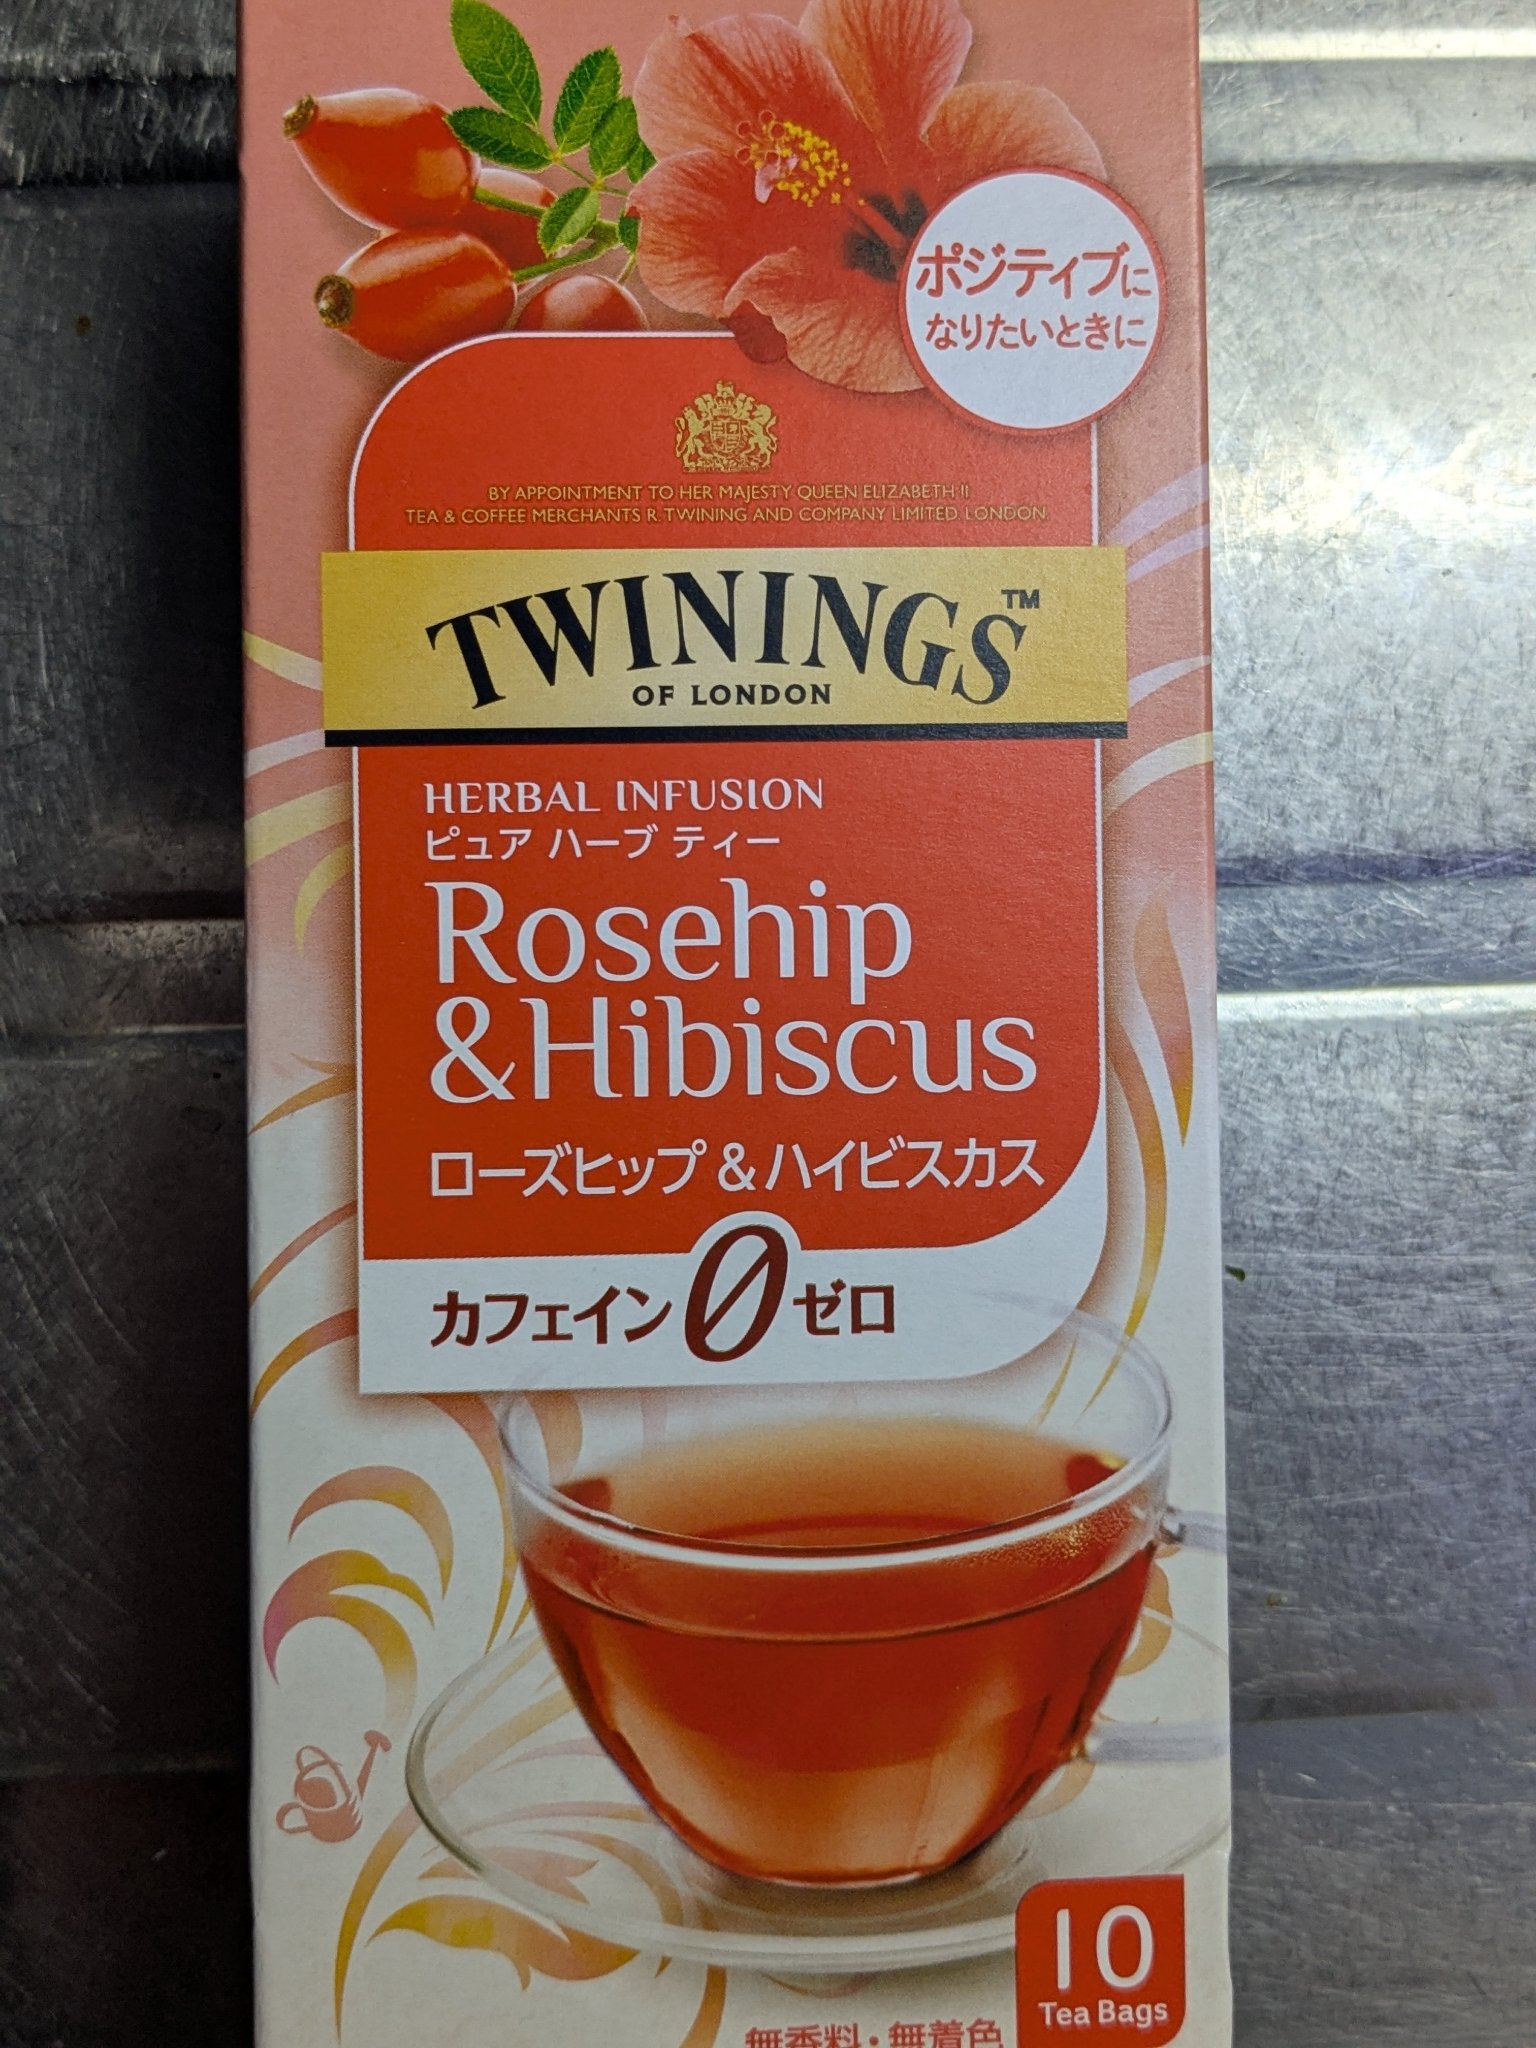 ポジティブに
なりたいときに
BY APPOINTMENT TO HER MAJESTY QUEEN ELIZABETH II
TEA & COFFEE MERCHANTS R. TWINING AND COMPANY LIMITED. LONDON.
TWININGS™
OF LONDON
HERBAL INFUSION
ピュア ハーブ ティー
Rosehip
&Hibiscus
ローズヒップ&ハイビスカス
カフェイン0ゼロ
10
Tea Bags
無香料・無着色